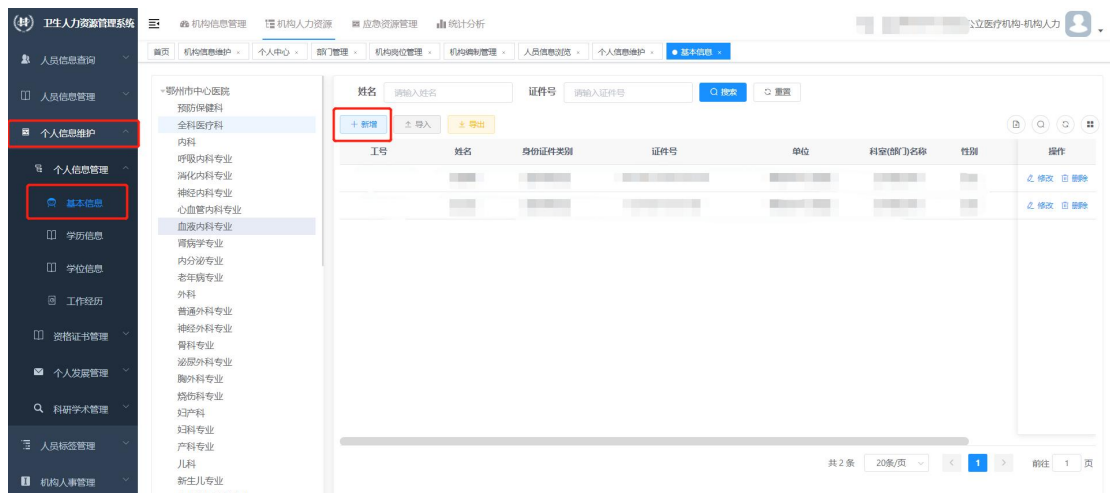 卫生人力资源管理系统
机构信息管理 机构人力资源 应急资源管理 统计分析
公立医疗机构-机构人力
首页 机构信息维护 × 个人中心 × 部门管理 × 机构岗位管理 × 机构编制管理 × 人员信息浏览 × 个人信息维护 × 基本信息 ×
人员信息查询
人员信息管理
个人信息维护
个人信息管理
基本信息
学历信息
学位信息
工作经历
资格证书管理
个人发展管理
科研学术管理
人员标签管理
机构人事管理
鄂州市中心医院
预防保健科
全科医疗科
内科
呼吸内科专业
消化内科专业
神经内科专业
心血管内科专业
血液内科专业
肾病学专业
内分泌专业
老年病专业
外科
普通外科专业
神经外科专业
骨科专业
泌尿外科专业
胸外科专业
烧伤科专业
妇产科
妇科专业
产科专业
儿科
新生儿专业
姓名 请输入姓名 证件号 请输入证件号 搜索 重置
+ 新增 导入 导出
工号 姓名 身份证件类别 证件号 单位 科室(部门)名称 性别 操作
修改 删除
修改 删除
共 2 条 20条/页 < 1 > 前往 1 页